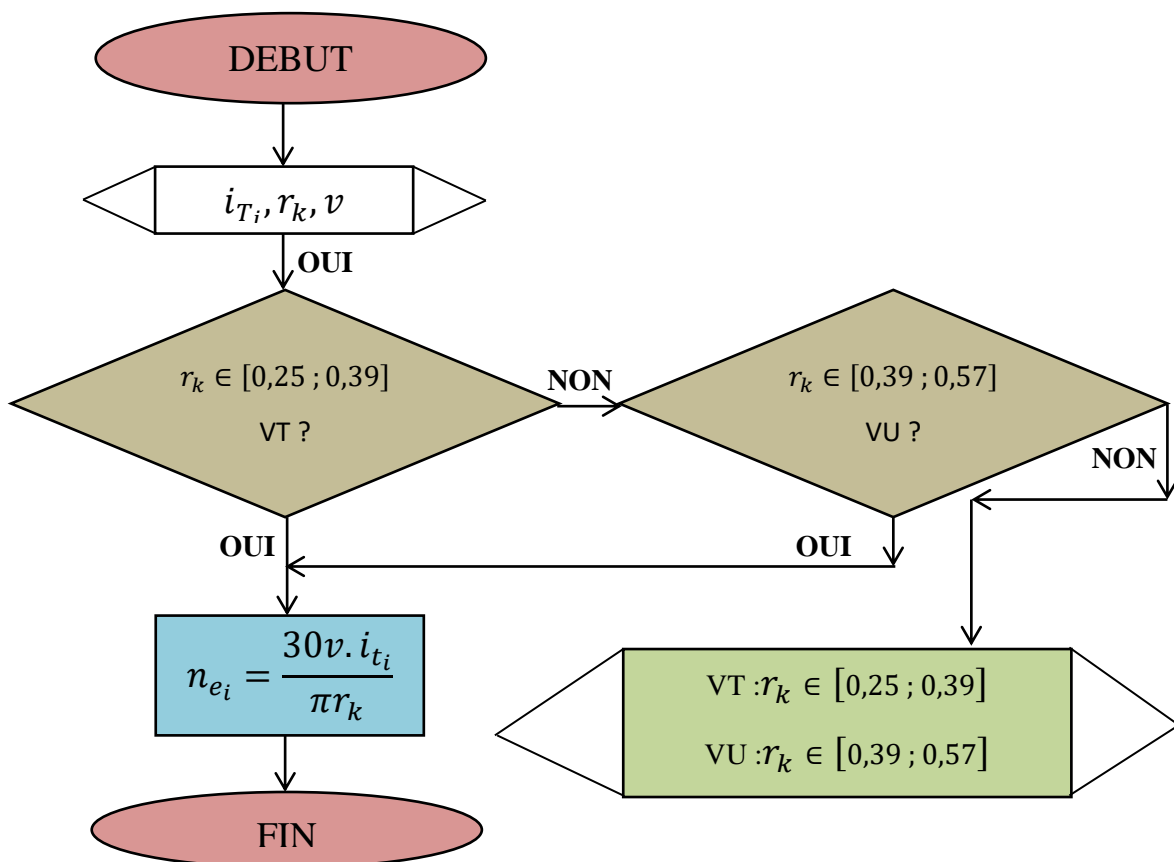 DEBUT
i_{T_i}, r_k, v
OUI
r_k ∈ [0,25 ; 0,39]
VT ?
NON
r_k ∈ [0,39 ; 0,57]
VU ?
NON
OUI
OUI
n_{e_i} = \frac{30v. i_{t_i}}{πr_k}
VT :r_k ∈ [0,25 ; 0,39]
VU :r_k ∈ [0,39 ; 0,57]
FIN